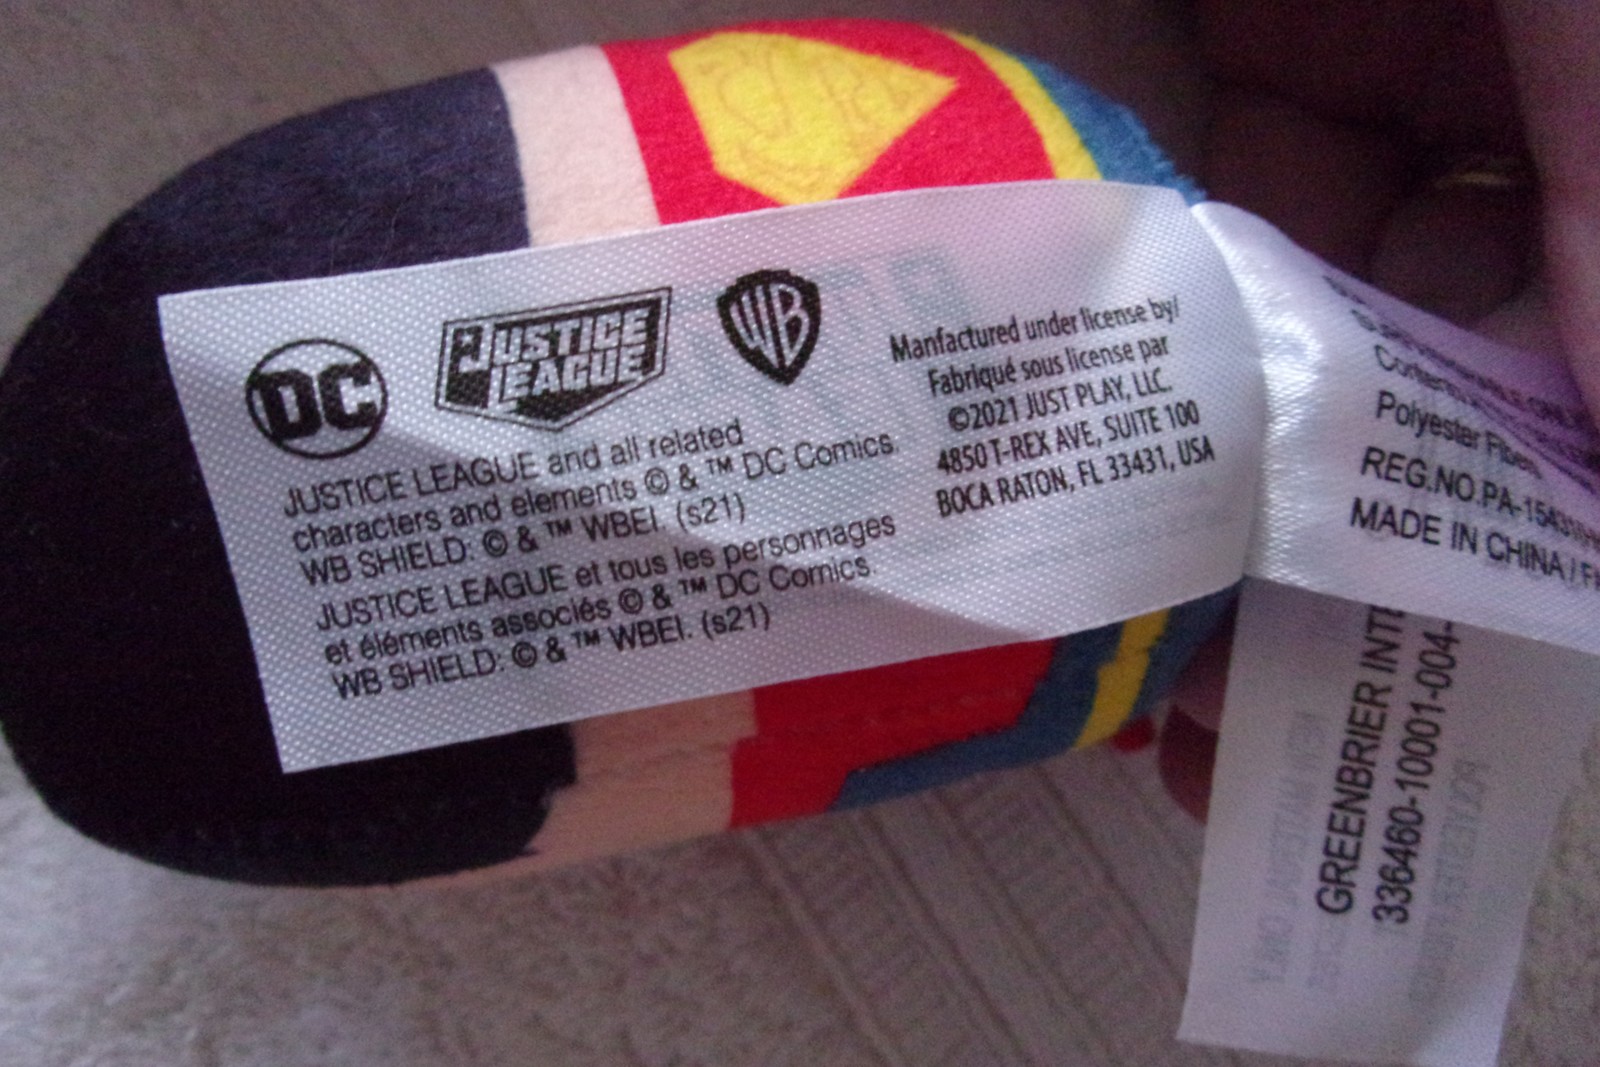 DC
JUSTICE
LEAGUE
WB
JUSTICE LEAGUE and all related
characters and elements © & ™ DC Comics.
WB SHIELD: © & ™ WBEI. (s21)
JUSTICE LEAGUE et tous les personnages
et éléments associés © & ™ DC Comics.
WB SHIELD: © & ™ WBEI. (s21)
Manfactured under license by/
Fabriqué sous license par
©2021 JUST PLAY, LLC.
4850 T-REX AVE, SUITE 100
BOCA RATON, FL 33431, USA
Polyester Fiber
REG.NO.PA-1543
MADE IN CHINA / F
GREENBRIER INTE
336460-10001-004-